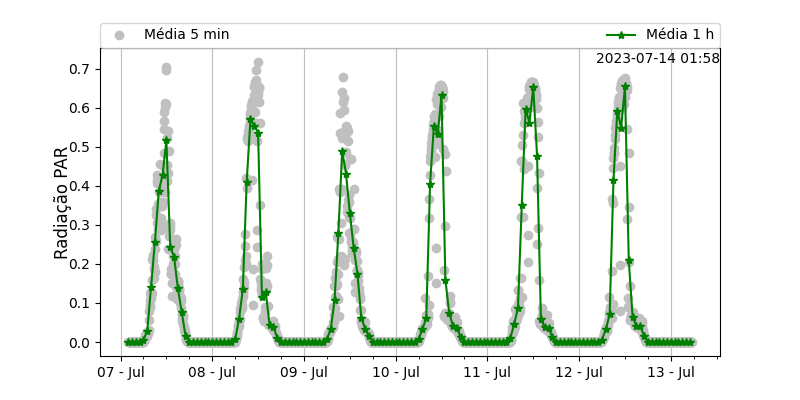 Média 5 min
Média 1 h
2023-07-14 01:58
Radiação PAR
0.7
0.6
0.5
0.4
0.3
0.2
0.1
0.0
07 - Jul
08 - Jul
09 - Jul
10 - Jul
11 - Jul
12 - Jul
13 - Jul